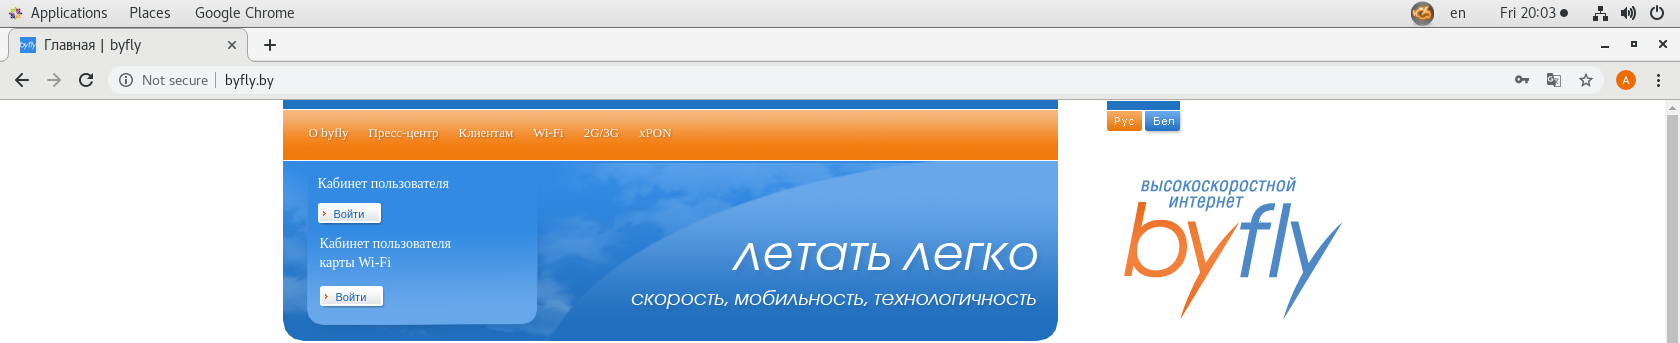 Applications Places Google Chrome en Fri 20:03
byfly Главная | byfly
Not secure byfly.by A
О byfly Пресс-центр Клиентам Wi-Fi 2G/3G xPON
Рус Бел
Кабинет пользователя
Войти
Кабинет пользователя
карты Wi-Fi
Войти
летать легко
скорость, мобильность, технологичность
высокоскоростной
интернет
byfly